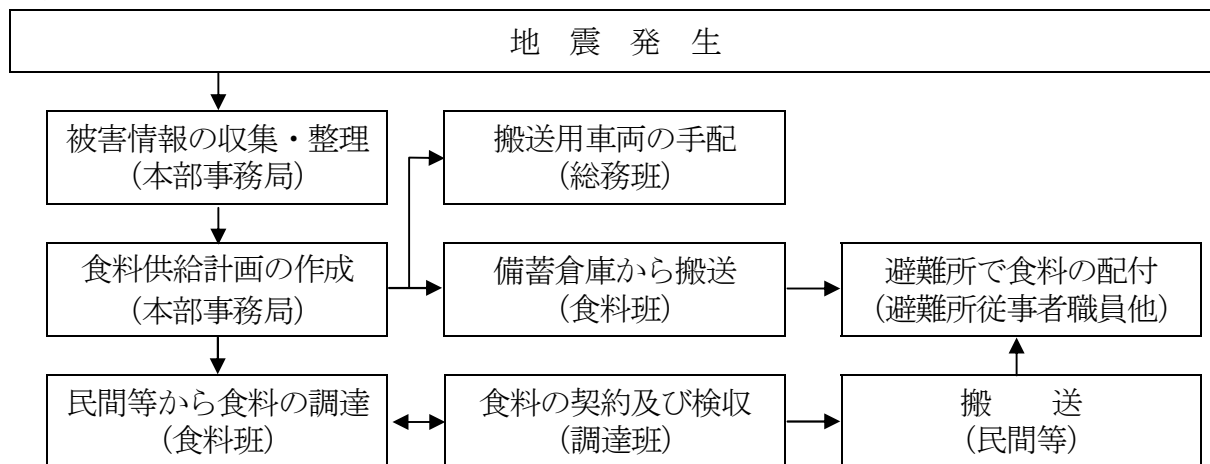 地　震　発　生
被害情報の収集・整理
（本部事務局）
搬送用車両の手配
（総務班）
食料供給計画の作成
（本部事務局）
備蓄倉庫から搬送
（食料班）
避難所で食料の配付
（避難所従事者職員他）
民間等から食料の調達
（食料班）
食料の契約及び検収
（調達班）
搬　　送
（民間等）